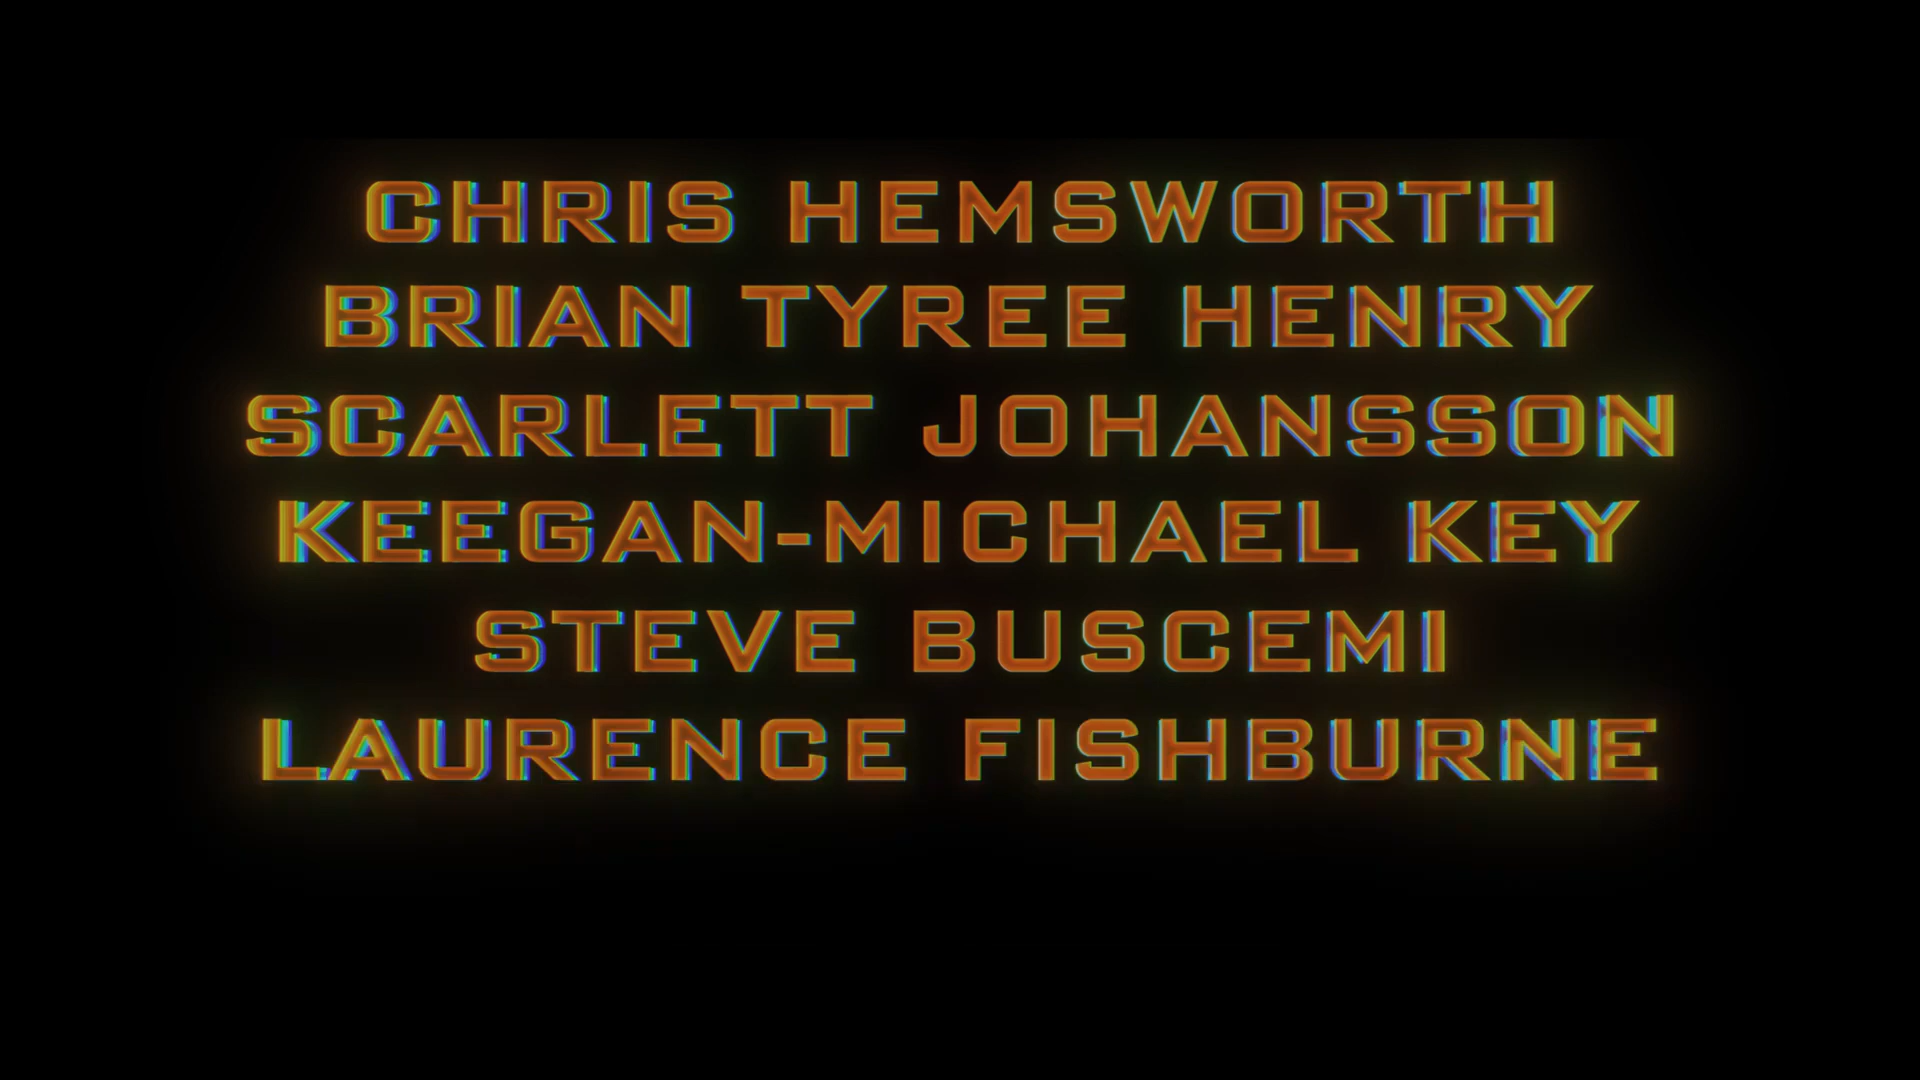 CHRIS HEMSWORTH
BRIAN TYREE HENRY
SCARLETT JOHANSSON
KEEGAN-MICHAEL KEY
STEVE BUSCEMI
LAURENCE FISHBURNE